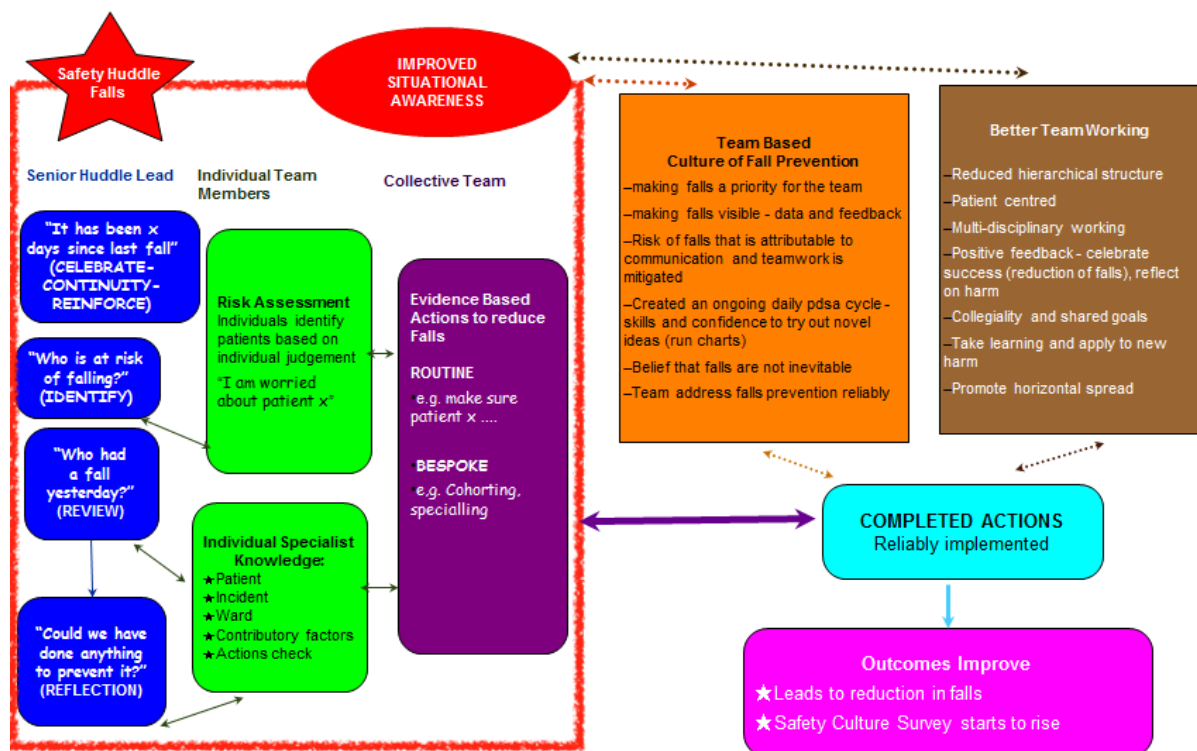 Safety Huddle
Falls
IMPROVED
SITUATIONAL
AWARENESS
Senior Huddle Lead
Individual Team
Members
Collective Team
“It has been x
days since last fall”
(CELEBRATE-
CONTINUITY-
REINFORCE)
“Who is at risk
of falling?”
(IDENTIFY)
“Who had
a fall
yesterday?”
(REVIEW)
“Could we have
done anything
to prevent it?”
(REFLECTION)
Risk Assessment
Individuals identify
patients based on
individual judgement
“I am worried
about patient x”
Individual Specialist
Knowledge:
★Patient
★Incident
★Ward
★Contributory factors
★Actions check
Evidence Based
Actions to reduce
Falls
ROUTINE
•e.g. make sure
patient x ....
•BESPOKE
•e.g. Cohorting,
specialling
Team Based
Culture of Fall Prevention
–making falls a priority for the team
–making falls visible - data and feedback
–Risk of falls that is attributable to
communication and teamwork is
mitigated
–Created an ongoing daily pdsa cycle -
skills and confidence to try out novel
ideas (run charts)
–Belief that falls are not inevitable
–Team address falls prevention reliably
Better Team Working
–Reduced hierarchical structure
–Patient centred
–Multi-disciplinary working
–Positive feedback - celebrate
success (reduction of falls), reflect
on harm
–Collegiality and shared goals
–Take learning and apply to new
harm
–Promote horizontal spread
COMPLETED ACTIONS
Reliably implemented
Outcomes Improve
★Leads to reduction in falls
★Safety Culture Survey starts to rise